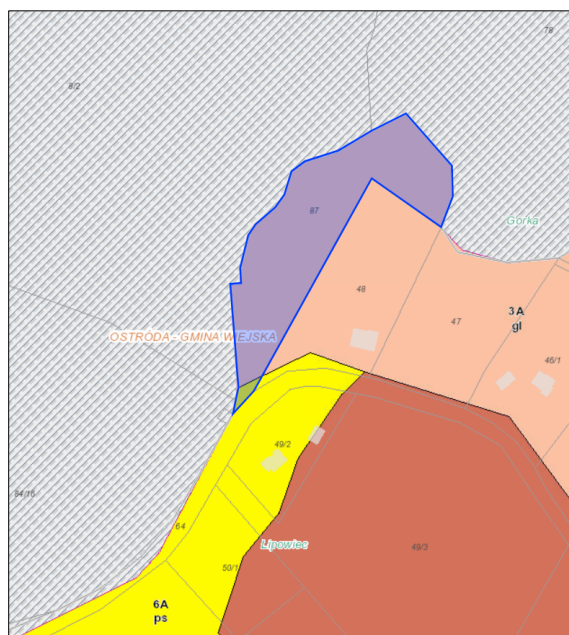 78
8/2
87
Górka
48
3A
gl
47
OSTRÓDA - GMINA WIEJSKA
46/1
49/2
84/16
64
Lipowiec
49/3
50/1
6A
ps